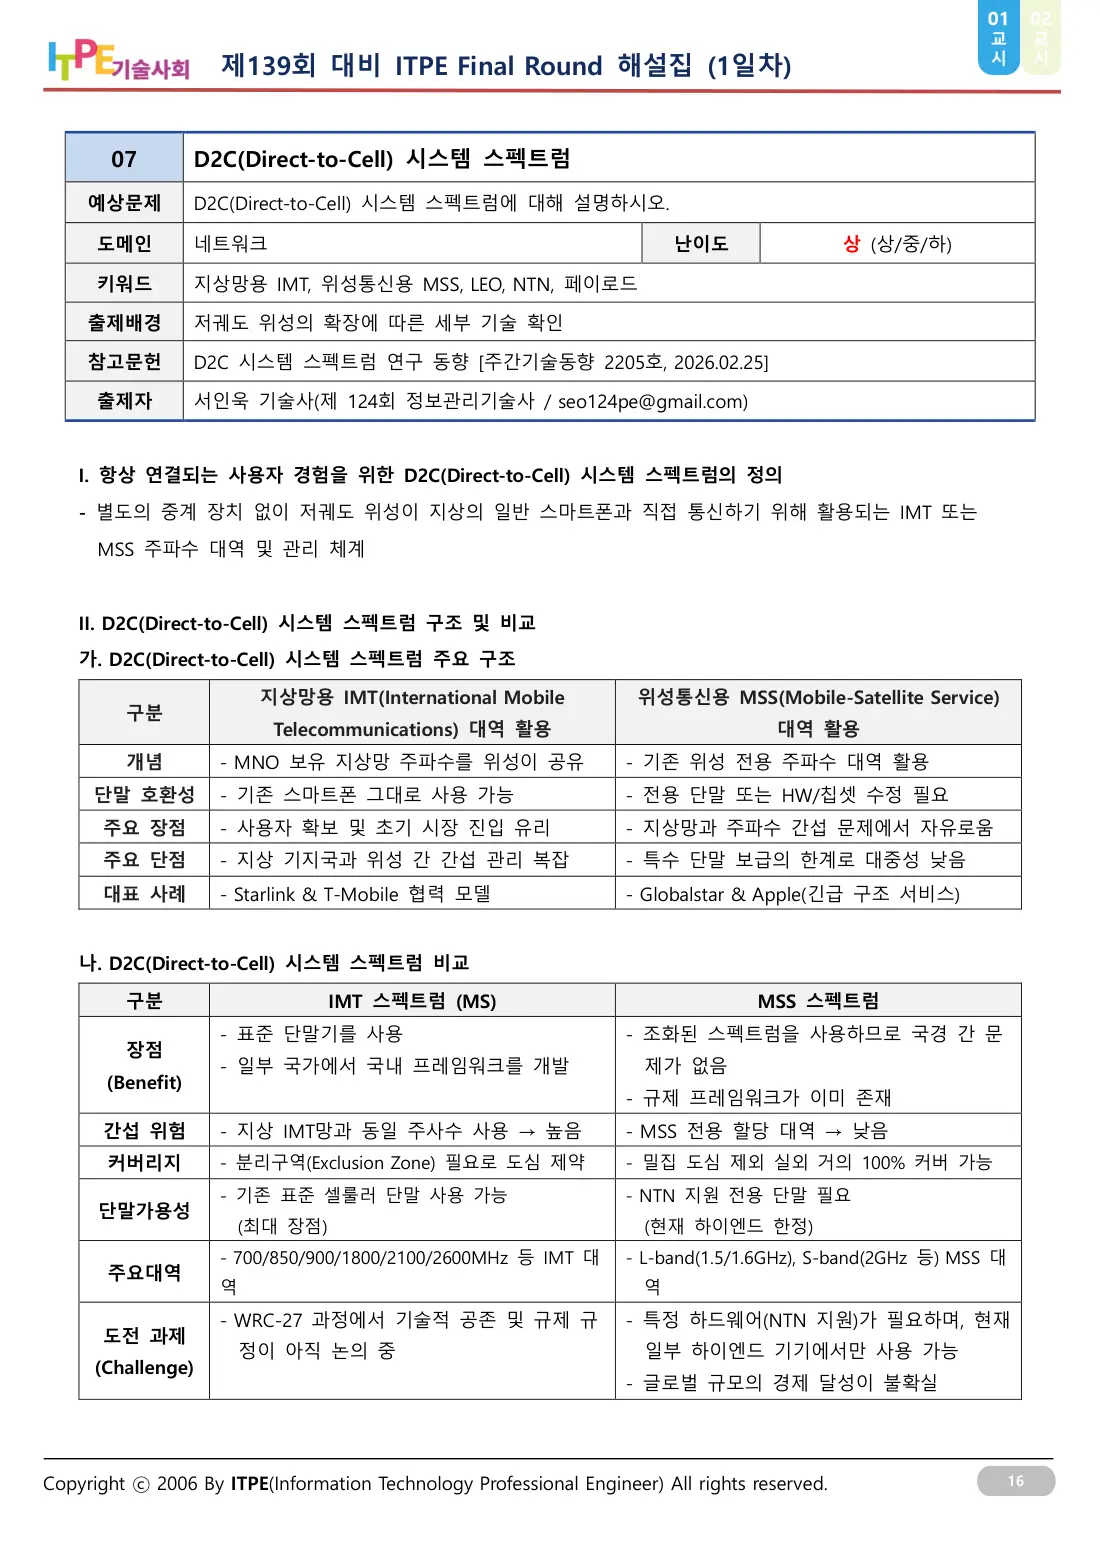 ITPE기술사회 제139회 대비 ITPE Final Round 해설집 (1일차)
01
교
시
02
교
시
07 D2C(Direct-to-Cell) 시스템 스펙트럼
예상문제 D2C(Direct-to-Cell) 시스템 스펙트럼에 대해 설명하시오.
도메인 네트워크 난이도 상 (상/중/하)
키워드 지상망용 IMT, 위성통신용 MSS, LEO, NTN, 페이로드
출제배경 저궤도 위성의 확장에 따른 세부 기술 확인
참고문헌 D2C 시스템 스펙트럼 연구 동향 [주간기술동향 2205호, 2026.02.25]
출제자 서인욱 기술사(제 124회 정보관리기술사 / seo124pe@gmail.com)
I. 항상 연결되는 사용자 경험을 위한 D2C(Direct-to-Cell) 시스템 스펙트럼의 정의
- 별도의 중계 장치 없이 저궤도 위성이 지상의 일반 스마트폰과 직접 통신하기 위해 활용되는 IMT 또는
MSS 주파수 대역 및 관리 체계
II. D2C(Direct-to-Cell) 시스템 스펙트럼 구조 및 비교
가. D2C(Direct-to-Cell) 시스템 스펙트럼 주요 구조
구분
지상망용 IMT(International Mobile
Telecommunications) 대역 활용
위성통신용 MSS(Mobile-Satellite Service)
대역 활용
개념 - MNO 보유 지상망 주파수를 위성이 공유 - 기존 위성 전용 주파수 대역 활용
단말 호환성 - 기존 스마트폰 그대로 사용 가능 - 전용 단말 또는 HW/칩셋 수정 필요
주요 장점 - 사용자 확보 및 초기 시장 진입 유리 - 지상망과 주파수 간섭 문제에서 자유로움
주요 단점 - 지상 기지국과 위성 간 간섭 관리 복잡 - 특수 단말 보급의 한계로 대중성 낮음
대표 사례 - Starlink & T-Mobile 협력 모델 - Globalstar & Apple(긴급 구조 서비스)
나. D2C(Direct-to-Cell) 시스템 스펙트럼 비교
구분 IMT 스펙트럼 (MS) MSS 스펙트럼
장점
(Benefit)
- 표준 단말기를 사용
- 일부 국가에서 국내 프레임워크를 개발
- 조화된 스펙트럼을 사용하므로 국경 간 문
제가 없음
- 규제 프레임워크가 이미 존재
간섭 위험 - 지상 IMT망과 동일 주사수 사용 → 높음 - MSS 전용 할당 대역 → 낮음
커버리지 - 분리구역(Exclusion Zone) 필요로 도심 제약 - 밀집 도심 제외 실외 거의 100% 커버 가능
단말가용성
- 기존 표준 셀룰러 단말 사용 가능
(최대 장점)
- NTN 지원 전용 단말 필요
(현재 하이엔드 한정)
주요대역
- 700/850/900/1800/2100/2600MHz 등 IMT 대
역
- L-band(1.5/1.6GHz), S-band(2GHz 등) MSS 대
역
도전 과제
(Challenge)
- WRC-27 과정에서 기술적 공존 및 규제 규
정이 아직 논의 중
- 특정 하드웨어(NTN 지원)가 필요하며, 현재
일부 하이엔드 기기에서만 사용 가능
- 글로벌 규모의 경제 달성이 불확실
Copyright ⓒ 2006 By ITPE(Information Technology Professional Engineer) All rights reserved.
16